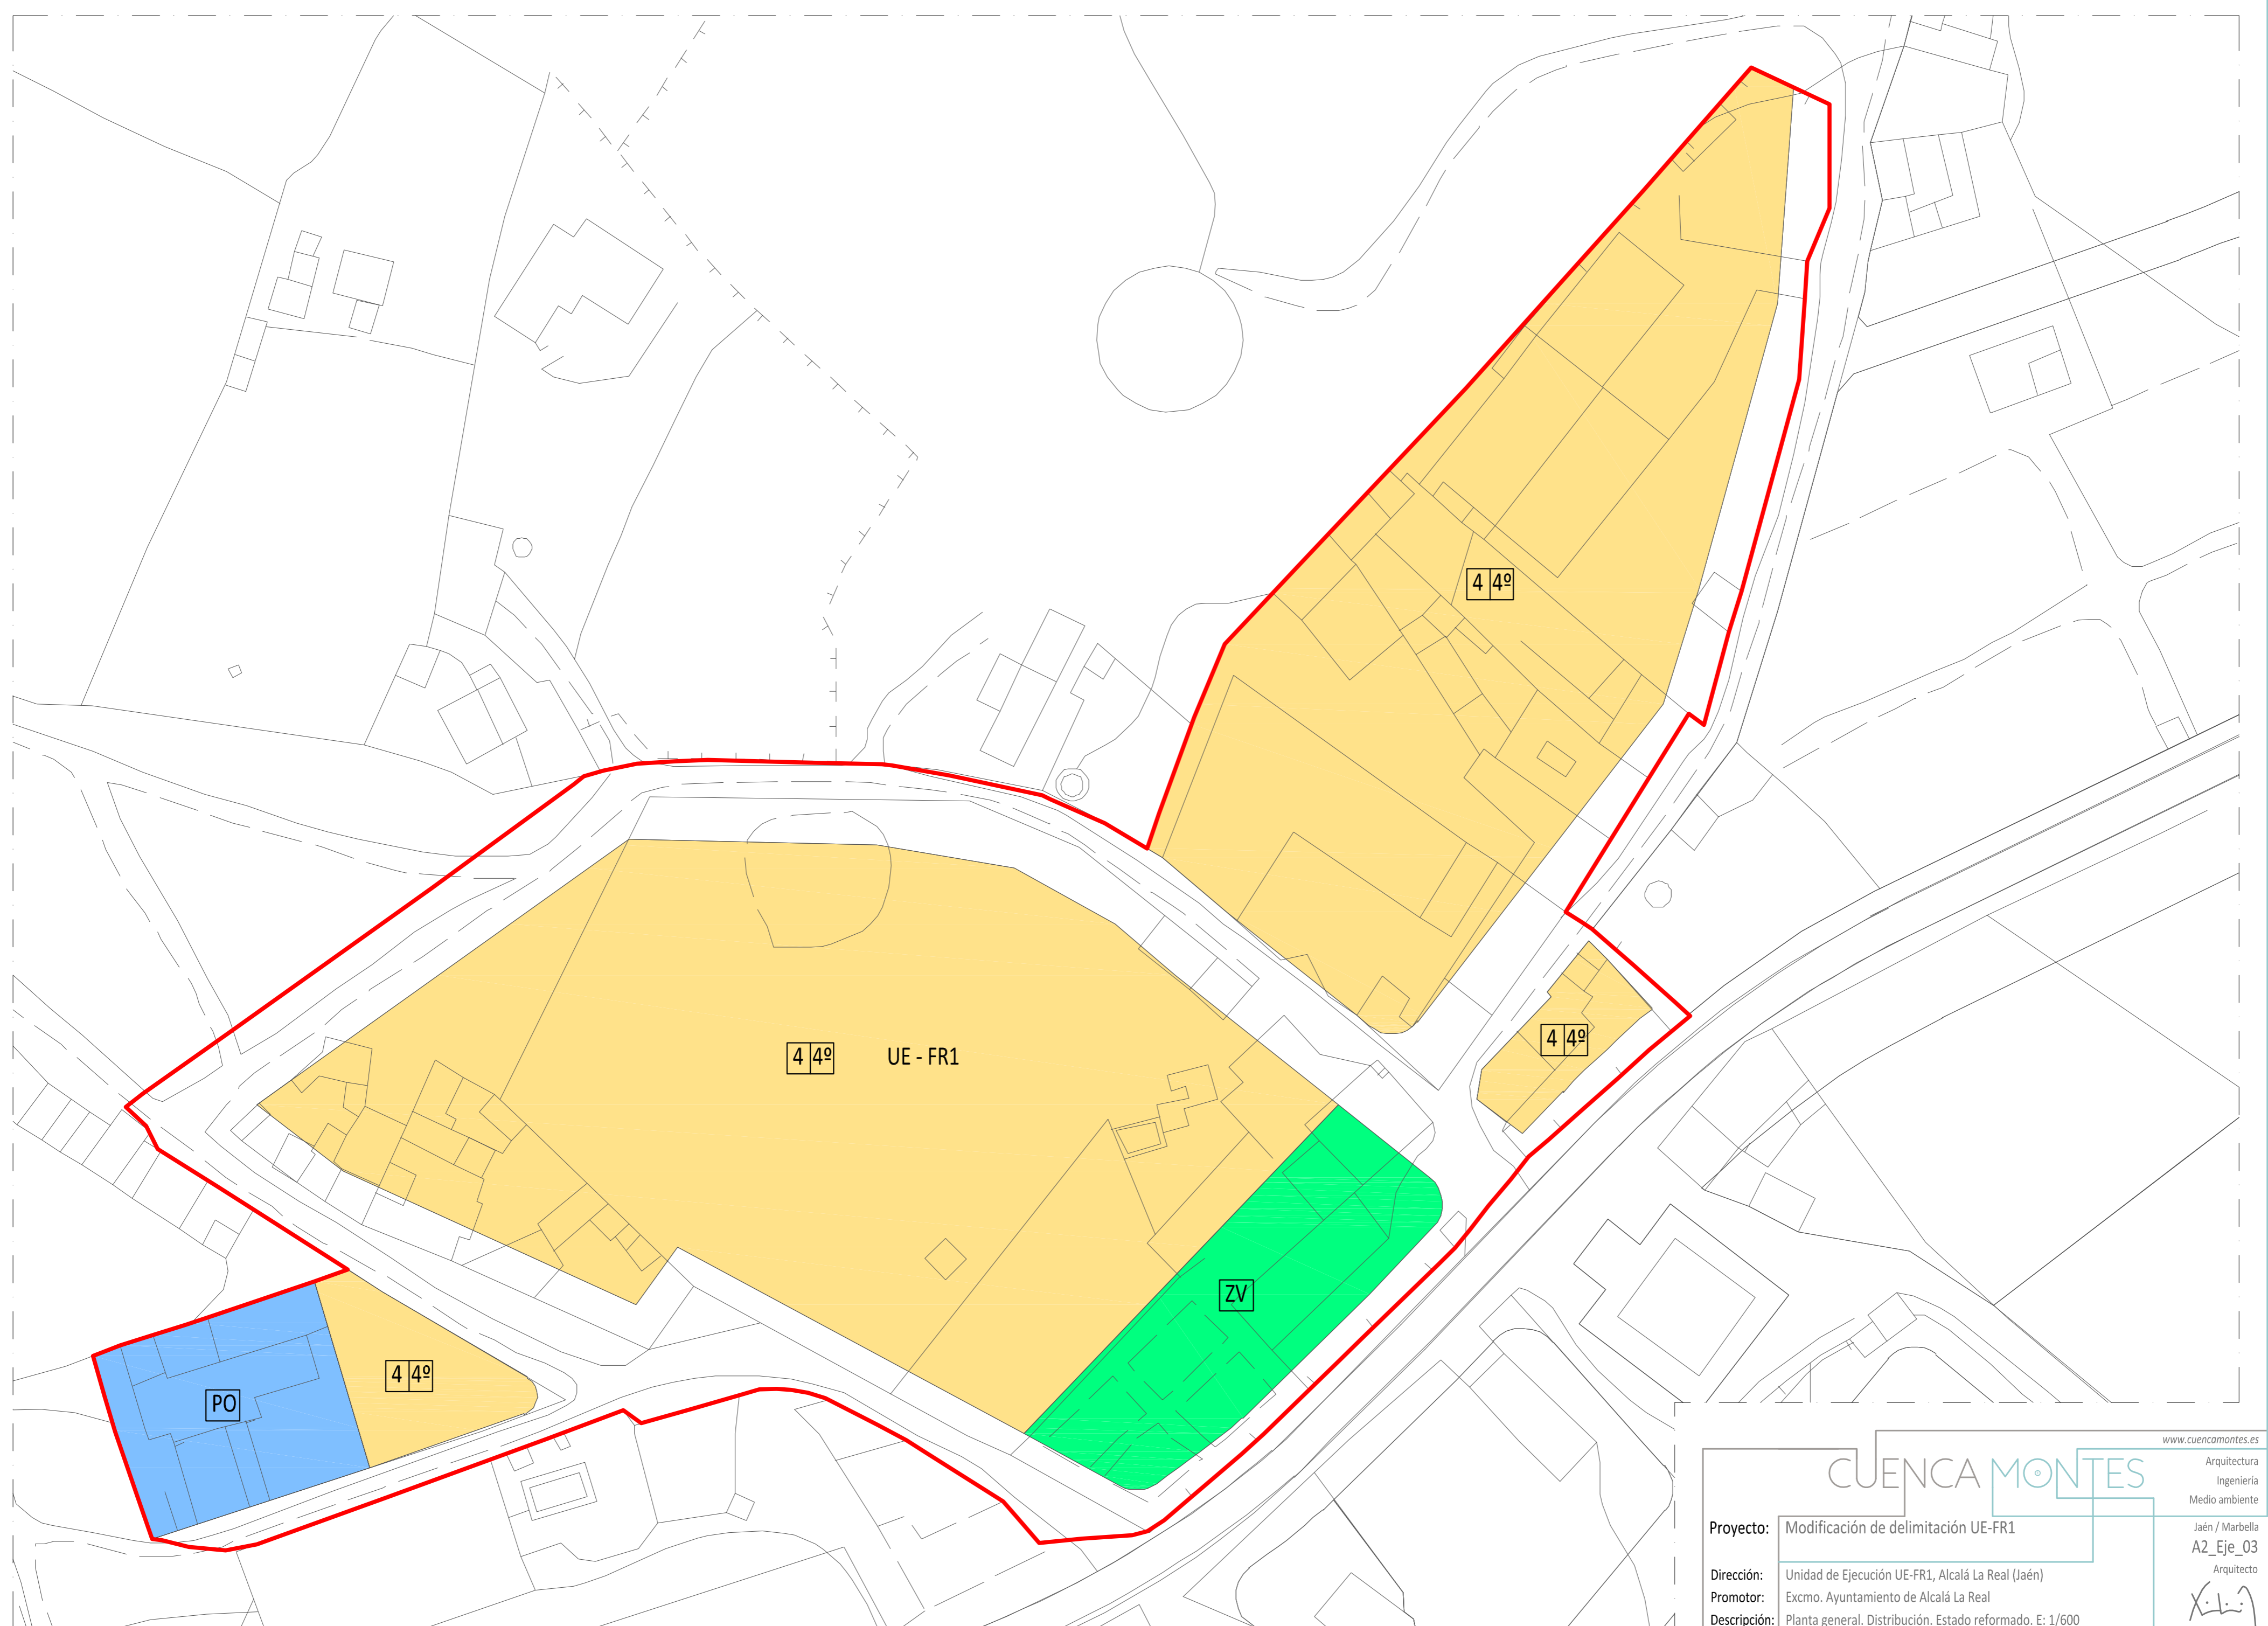 4 4º
4 4º
4 4º
UE - FR1
ZV
4 4º
PO
www.cuencamontes.es
CUENCA MONTES
Arquitectura
Ingeniería
Medio ambiente
Jaén / Marbella
A2_Eje_03
Arquitecto
Proyecto: Modificación de delimitación UE-FR1
Dirección: Unidad de Ejecución UE-FR1, Alcalá La Real (Jaén)
Promotor: Excmo. Ayuntamiento de Alcalá La Real
Descripción: Planta general. Distribución. Estado reformado. E: 1/600